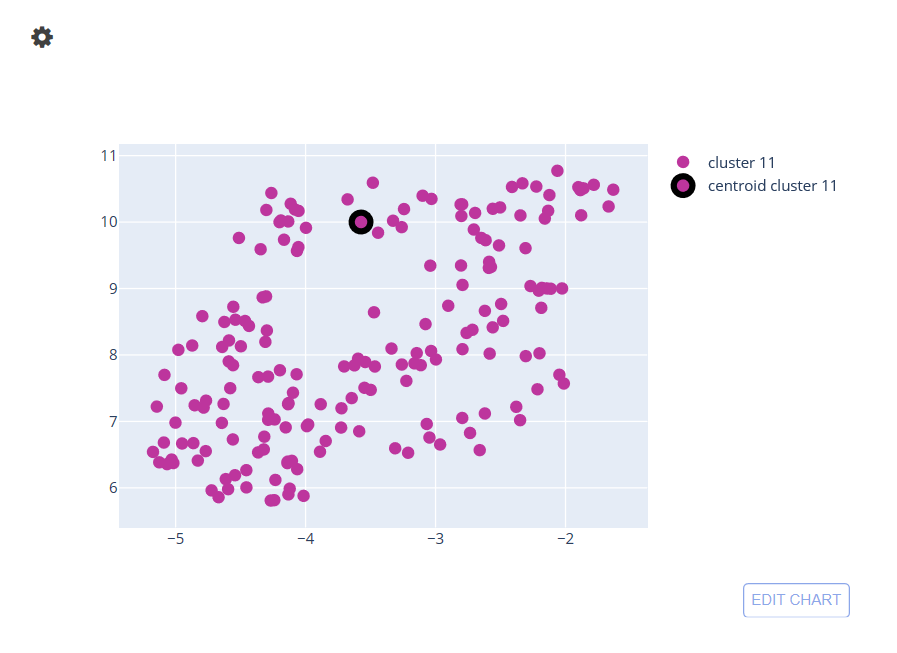 11
10
9
8
7
6
−5 −4 −3 −2
cluster 11
centroid cluster 11
EDIT CHART